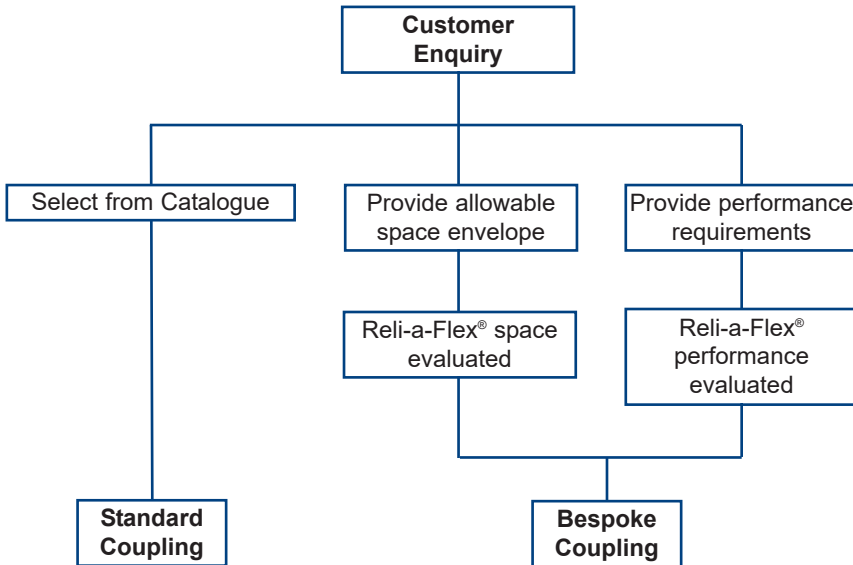 Customer
Enquiry
Select from Catalogue
Provide allowable
space envelope
Provide performance
requirements
Reli-a-Flex® space
evaluated
Reli-a-Flex®
performance
evaluated
Standard
Coupling
Bespoke
Coupling